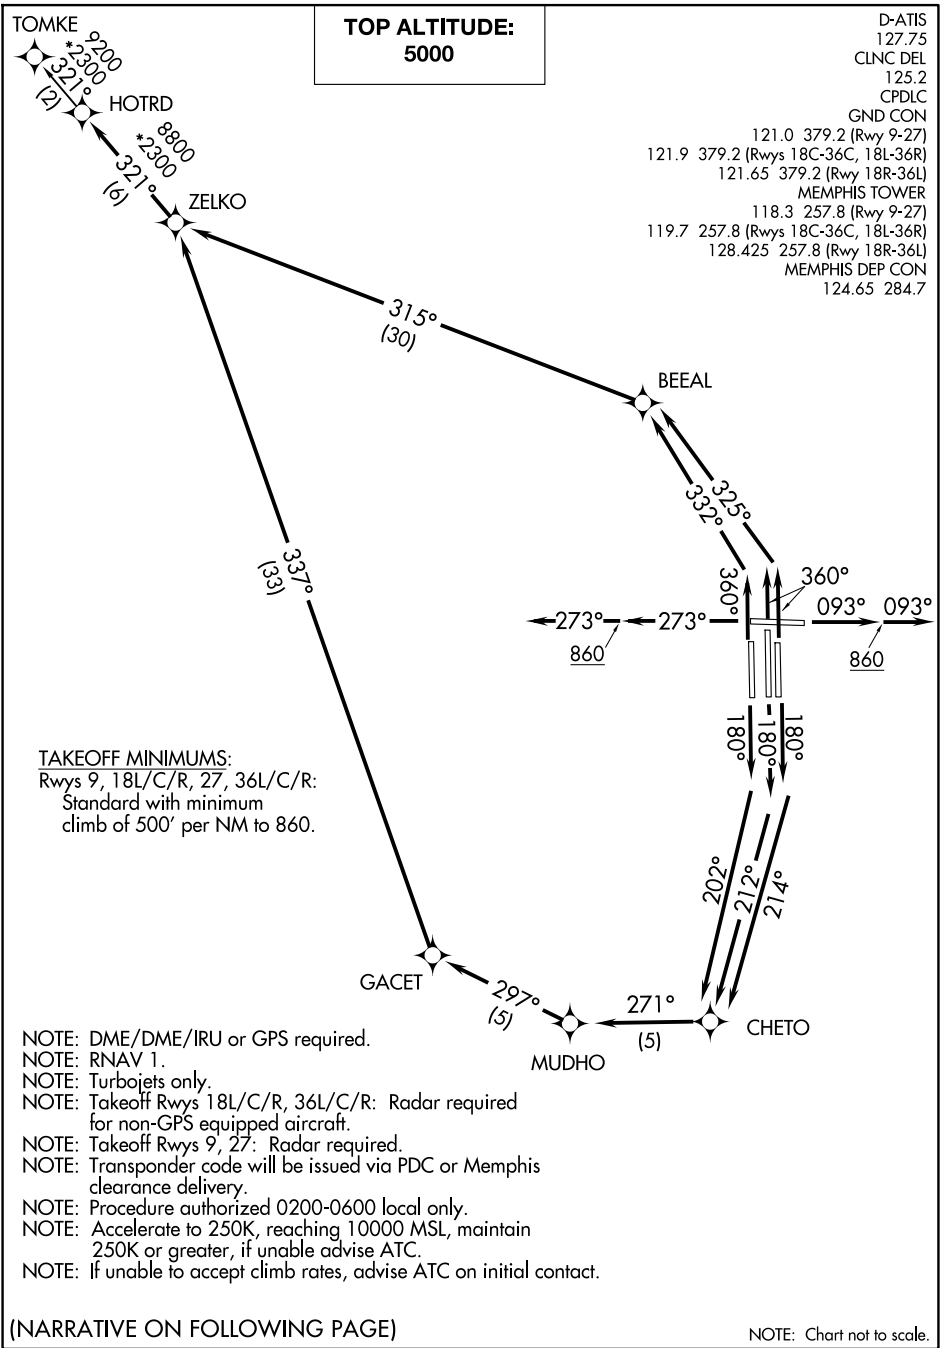 TOMKE
TOP ALTITUDE:
5000
D-ATIS
127.75
CLNC DEL
125.2
CPDLC
GND CON
121.0 379.2 (Rwy 9-27)
121.9 379.2 (Rwys 18C-36C, 18L-36R)
121.65 379.2 (Rwy 18R-36L)
MEMPHIS TOWER
118.3 257.8 (Rwy 9-27)
119.7 257.8 (Rwys 18C-36C, 18L-36R)
128.425 257.8 (Rwy 18R-36L)
MEMPHIS DEP CON
124.65 284.7
9200
*2300
321°
(2)
HOTRD
8800
*2300
321°
(6)
ZELKO
315°
(30)
BEEAL
325°
332°
337°
(33)
360°
360°
273°
273°
093°
093°
860
860
180°
180°
180°
TAKEOFF MINIMUMS:
Rwys 9, 18L/C/R, 27, 36L/C/R:
Standard with minimum
climb of 500' per NM to 860.
202°
212°
214°
GACET
297°
(5)
271°
(5)
CHETO
MUDHO
NOTE: DME/DME/IRU or GPS required.
NOTE: RNAV 1.
NOTE: Turbojets only.
NOTE: Takeoff Rwys 18L/C/R, 36L/C/R: Radar required
for non-GPS equipped aircraft.
NOTE: Takeoff Rwys 9, 27: Radar required.
NOTE: Transponder code will be issued via PDC or Memphis
clearance delivery.
NOTE: Procedure authorized 0200-0600 local only.
NOTE: Accelerate to 250K, reaching 10000 MSL, maintain
250K or greater, if unable advise ATC.
NOTE: If unable to accept climb rates, advise ATC on initial contact.
(NARRATIVE ON FOLLOWING PAGE)
NOTE: Chart not to scale.